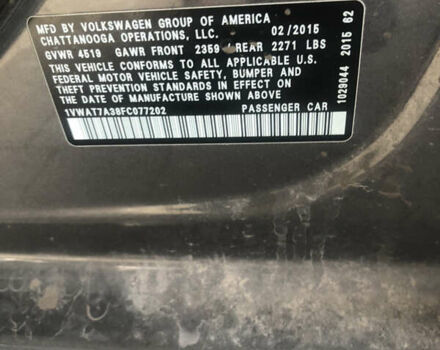 MFD BY VOLKSWAGEN GROUP OF AMERICA
CHATTANOOGA OPERATIONS, LLC. 02/2015
GVWR 4519 GAWR FRONT 2359 REAR 2271 LBS
THIS VEHICLE CONFORMS TO ALL APPLICABLE U.S.
FEDERAL MOTOR VEHICLE SAFETY, BUMPER AND
THEFT PREVENTION STANDARDS IN EFFECT ON
THE DATE OF MANUFACTURE SHOWN ABOVE
1VWAT7A38FC077202 PASSENGER CAR
1029044 2015 62